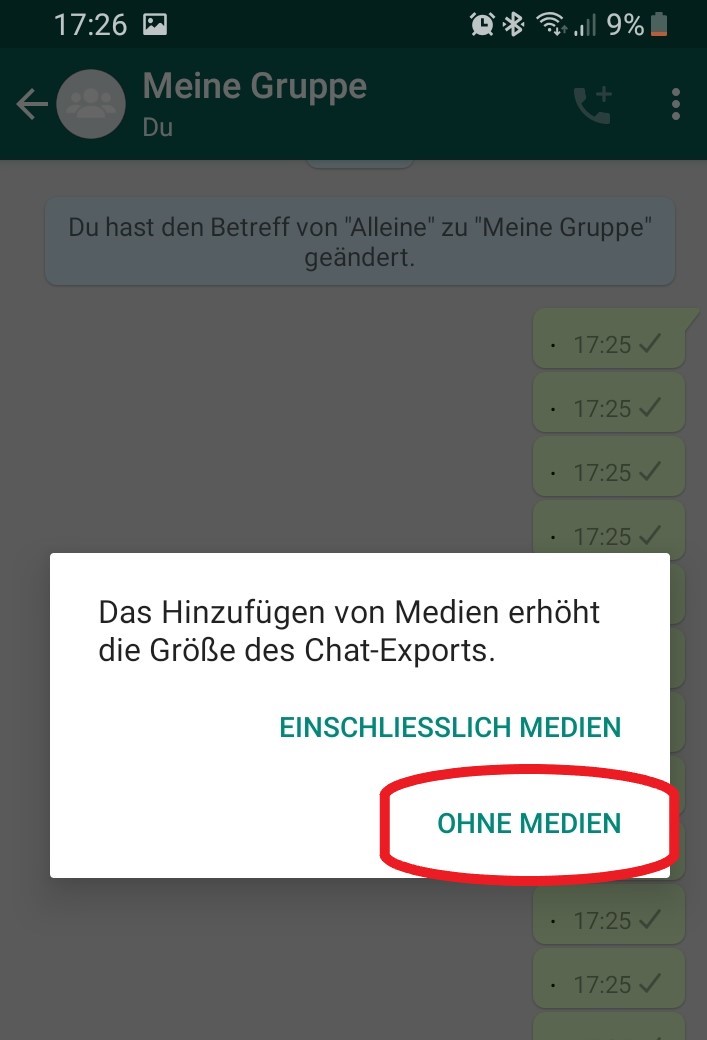 17:26 9%
Meine Gruppe
Du
Du hast den Betreff von "Alleine" zu "Meine Gruppe"
geändert.
. 17:25
. 17:25
. 17:25
. 17:25
Das Hinzufügen von Medien erhöht
die Größe des Chat-Exports.
EINSCHLIESSLICH MEDIEN
OHNE MEDIEN
. 17:25
. 17:25